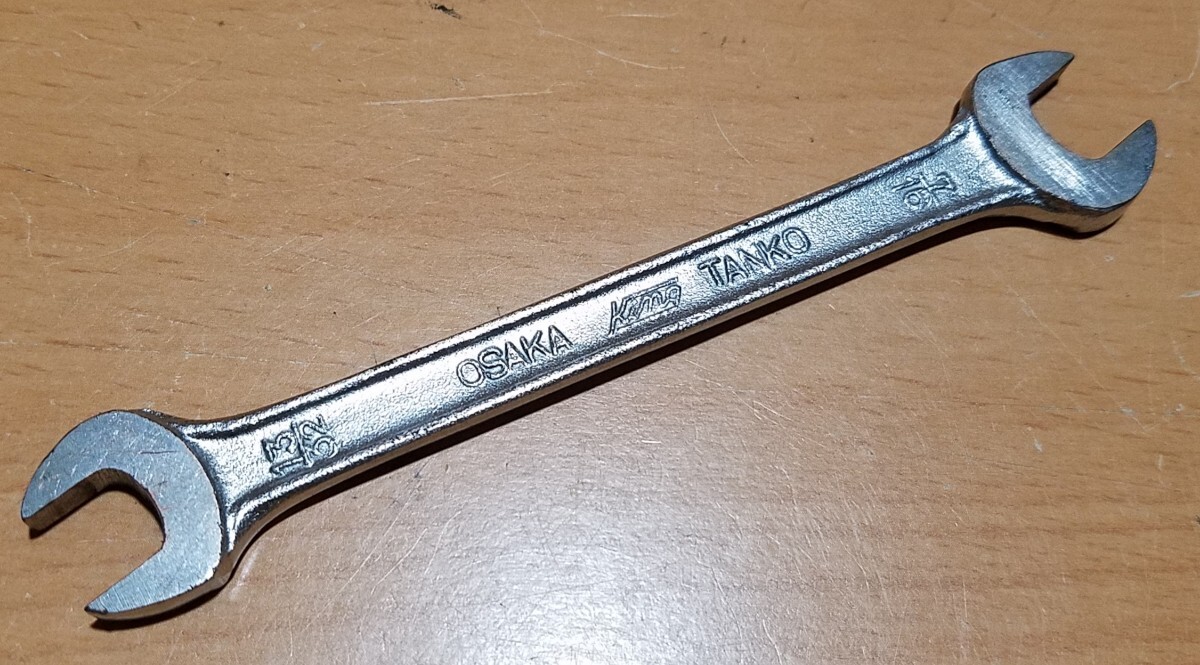 13/32
OSAKA King TANKO
7/16